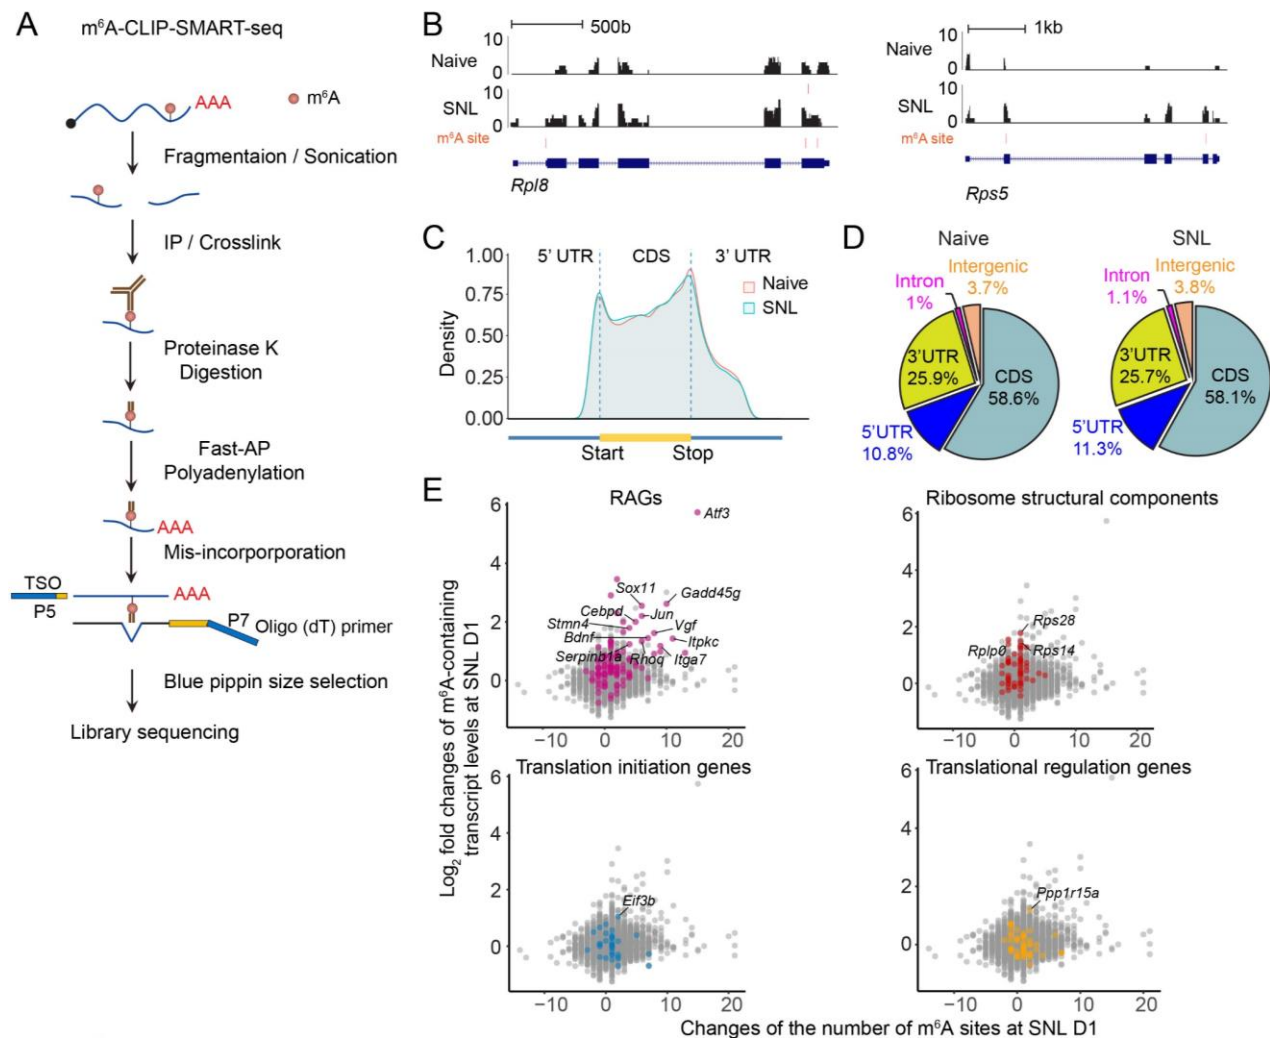 A
m⁶A-CLIP-SMART-seq
AAA
m⁶A
Fragmentaion / Sonication
IP / Crosslink
Proteinase K
Digestion
Fast-AP
Polyadenylation
AAA
Mis-incorporporation
TSO
P5
AAA
P7
Oligo (dT) primer
Blue pippin size selection
Library sequencing
B
500b
10
0
Naive
10
0
SNL
m⁶A site
Rpl8
1kb
10
0
Naive
10
0
SNL
m⁶A site
Rps5
C
5' UTR
CDS
3' UTR
Naive
SNL
1.00
0.75
0.50
0.25
0.00
Density
Start
Stop
D
Naive
Intron
1%
Intergenic
3.7%
3'UTR
25.9%
CDS
58.6%
5'UTR
10.8%
SNL
Intron
1.1%
Intergenic
3.8%
3'UTR
25.7%
CDS
58.1%
5'UTR
11.3%
E
Log₂ fold changes of m⁶A-containing
transcript levels at SNL D1
RAGs
6
4
2
0
−10
0
10
20
Atf3
Sox11
Gadd45g
Cebpd
Jun
Stmn4
Vgf
Bdnf
Itpkc
Serpinb1a
Rhoq
Itga7
Ribosome structural components
6
4
2
0
−10
0
10
20
Rps28
Rplp0
Rps14
Translation initiation genes
6
4
2
0
−10
0
10
20
Eif3b
Translational regulation genes
6
4
2
0
−10
0
10
20
Ppp1r15a
Changes of the number of m⁶A sites at SNL D1